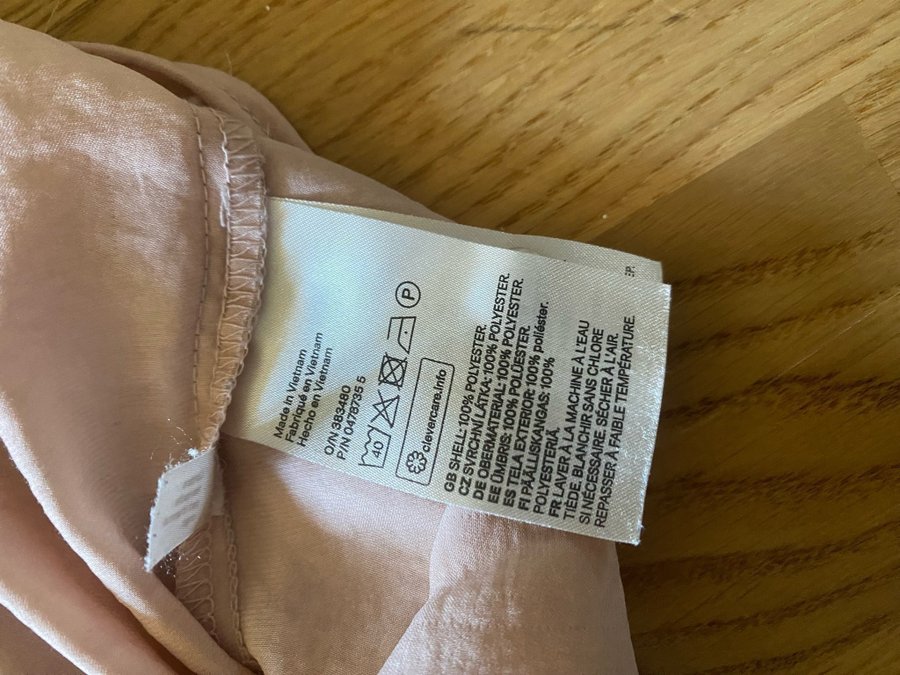 Made in Vietnam
Fabriqué en Vietnam
Hecho en Vietnam
O/N 383480
P/N 0478735 5
40
P
clevercare.info
GB SHELL:100% POLYESTER.
CZ SVRCHNÍ LÁTKA:100% POLYESTER.
DE OBERMATERIAL:100% POLYESTER.
EE ÜMBRIS: 100% POLÜESTER.
ES TELA EXTERIOR:100% poliéster.
FI PÄÄLLISKANGAS: 100%
POLYESTERIÄ
FR LAVER À LA MACHINE À L'EAU
TIÈDE, BLANCHIR SANS CHLORE
SI NÉCESSAIRE, SÉCHER À L'AIR.
REPASSER À FAIBLE TEMPÉRATURE.